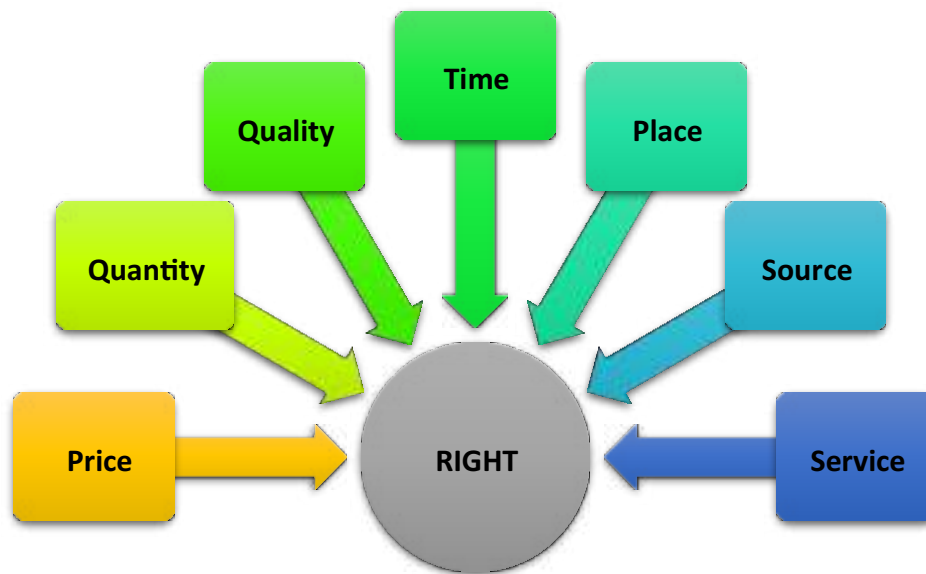 Time
Quality
Place
Quantity
Source
Price
RIGHT
Service